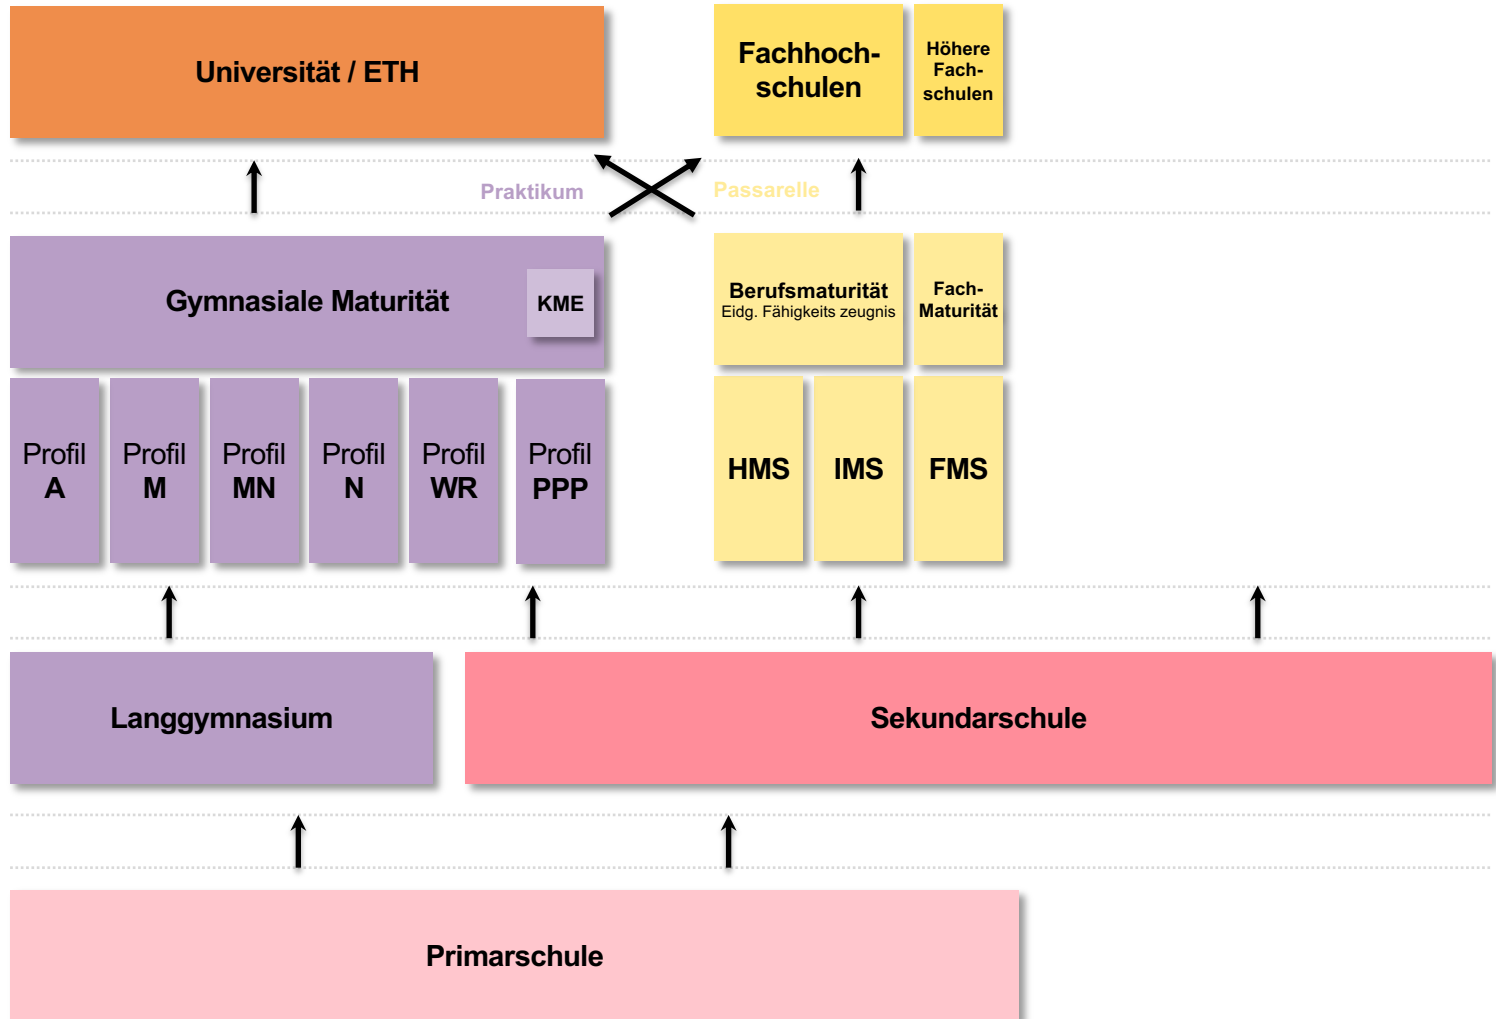 Universität / ETH
Fachhoch-
schulen
Höhere
Fach-
schulen
Praktikum
Passarelle
Gymnasiale Maturität
KME
Berufsmaturität
Eidg. Fähigkeits zeugnis
Fach-
Maturität
Profil
A
Profil
M
Profil
MN
Profil
N
Profil
WR
Profil
PPP
HMS
IMS
FMS
Langgymnasium
Sekundarschule
Primarschule